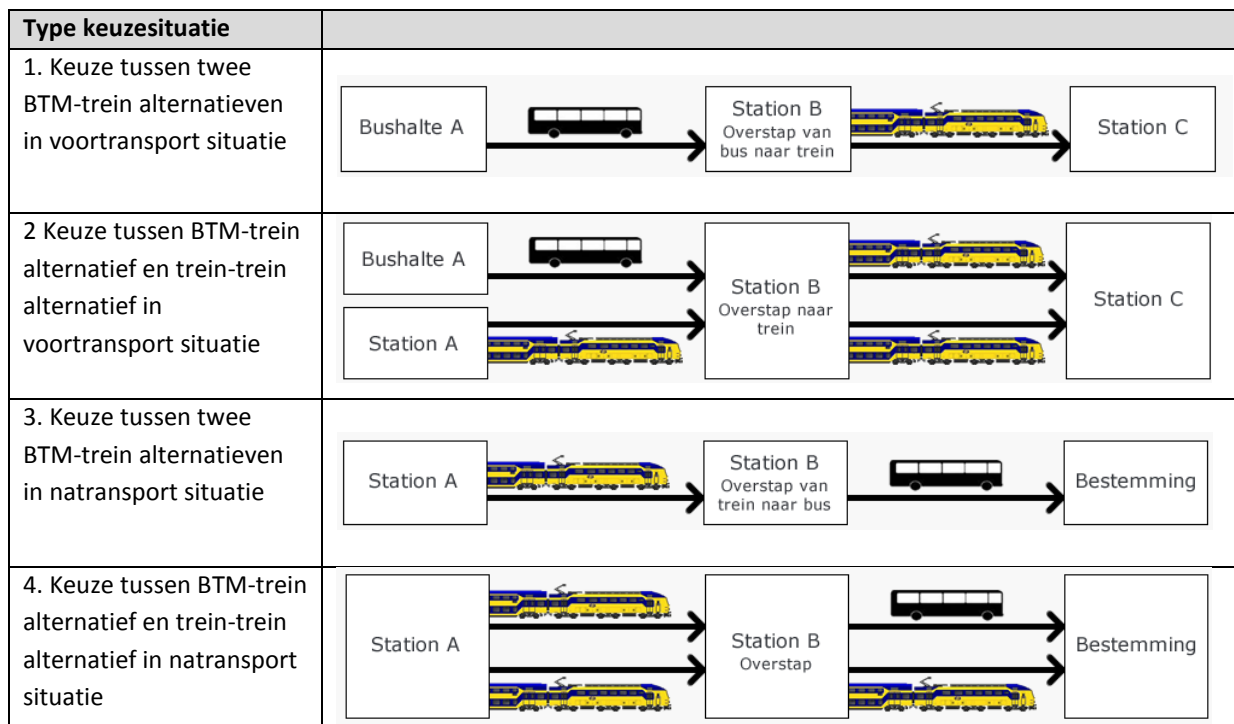 Type keuzesituatie
1. Keuze tussen twee
BTM-trein alternatieven
in voortransport situatie
Bushalte A
Station B
Overstap van
bus naar trein
Station C
2 Keuze tussen BTM-trein
alternatief en trein-trein
alternatief in
voortransport situatie
Bushalte A
Station A
Station B
Overstap naar
trein
Station C
3. Keuze tussen twee
BTM-trein alternatieven
in natransport situatie
Station A
Station B
Overstap van
trein naar bus
Bestemming
4. Keuze tussen BTM-trein
alternatief en trein-trein
alternatief in natransport
situatie
Station A
Station B
Overstap
Bestemming